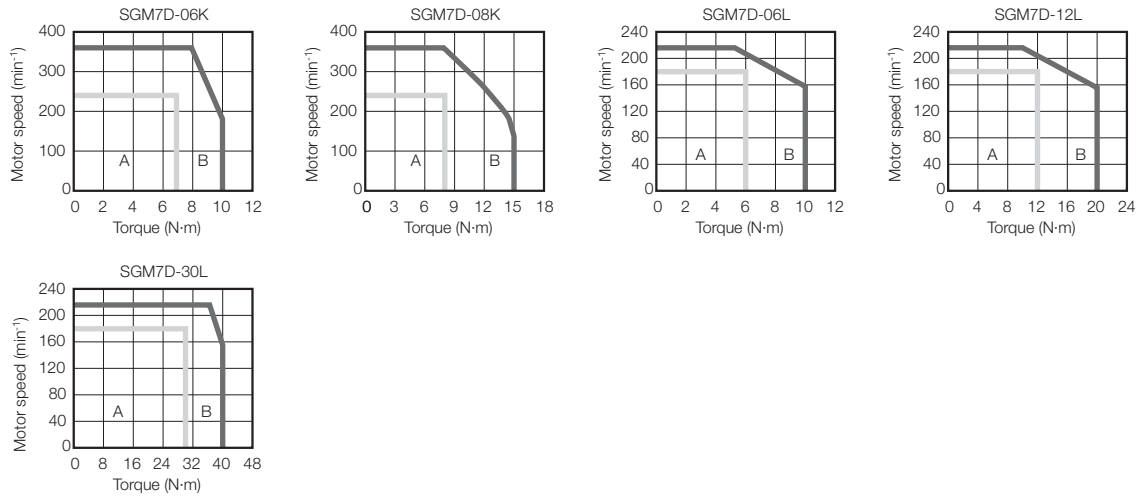 SGM7D-06K
Motor speed (min-1)
400
300
200
100
0
A
B
0 2 4 6 8 10 12
Torque (N·m)
SGM7D-08K
Motor speed (min-1)
400
300
200
100
0
A
B
0 3 6 9 12 15 18
Torque (N·m)
SGM7D-06L
Motor speed (min-1)
240
200
160
120
80
40
0
A
B
0 2 4 6 8 10 12
Torque (N·m)
SGM7D-12L
Motor speed (min-1)
240
200
160
120
80
40
0
A
B
0 4 8 12 16 20 24
Torque (N·m)
SGM7D-30L
Motor speed (min-1)
240
200
160
120
80
40
0
A
B
0 8 16 24 32 40 48
Torque (N·m)